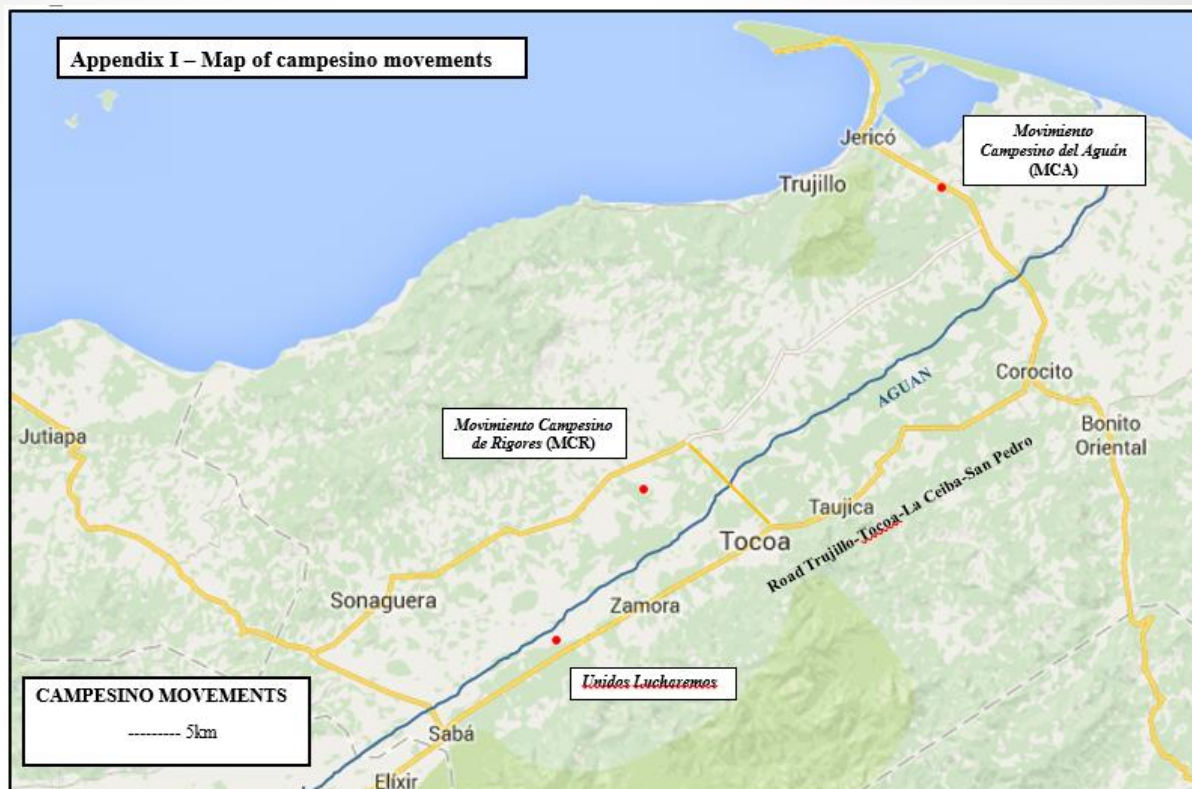 Appendix I – Map of campesino movements
Jericó
Movimiento
Campesino del Aguán
(MCA)
Trujillo
Corocito
AGUAN
Movimiento Campesino
de Rigores (MCR)
Jutiapa
Bonito
Oriental
Taujica
Tocoa
Road Trujillo-Tocoa-La Ceiba-San Pedro
Sonaguera
Zamora
Unidos Lucharemos
CAMPESINO MOVEMENTS
--------- 5km
Sabá
Elíxir